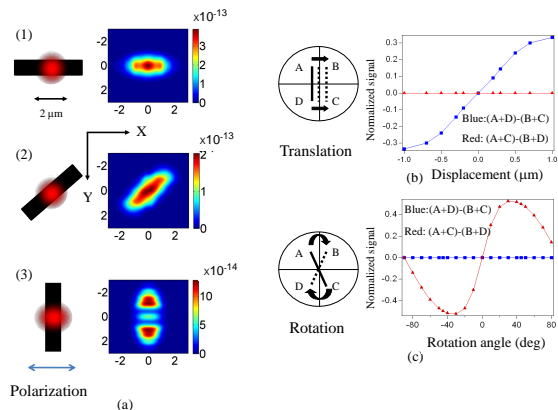 (1)
2 μm
X
Y
(2)
(3)
Polarization
(a)
x10^-13
-2
0
2
-2 0 2
3
2
1
0
x10^-13
-2
0
2
-2 0 2
2
1
0
x10^-14
-2
0
2
-2 0 2
10
5
0
A B
D C
Translation
Normalized signal
0.3
0.2
0.1
0.0
-0.1
-0.2
-0.3
Blue:(A+D)-(B+C)
Red: (A+C)-(B+D)
-1.0 -0.5 0.0 0.5 1.0
(b) Displacement (μm)
A B
D C
Rotation
Normalized signal
0.4
0.2
0.0
-0.2
-0.4
Blue:(A+D)-(B+C)
Red: (A+C)-(B+D)
-80 -40 0 40 80
Rotation angle (deg)
(c)